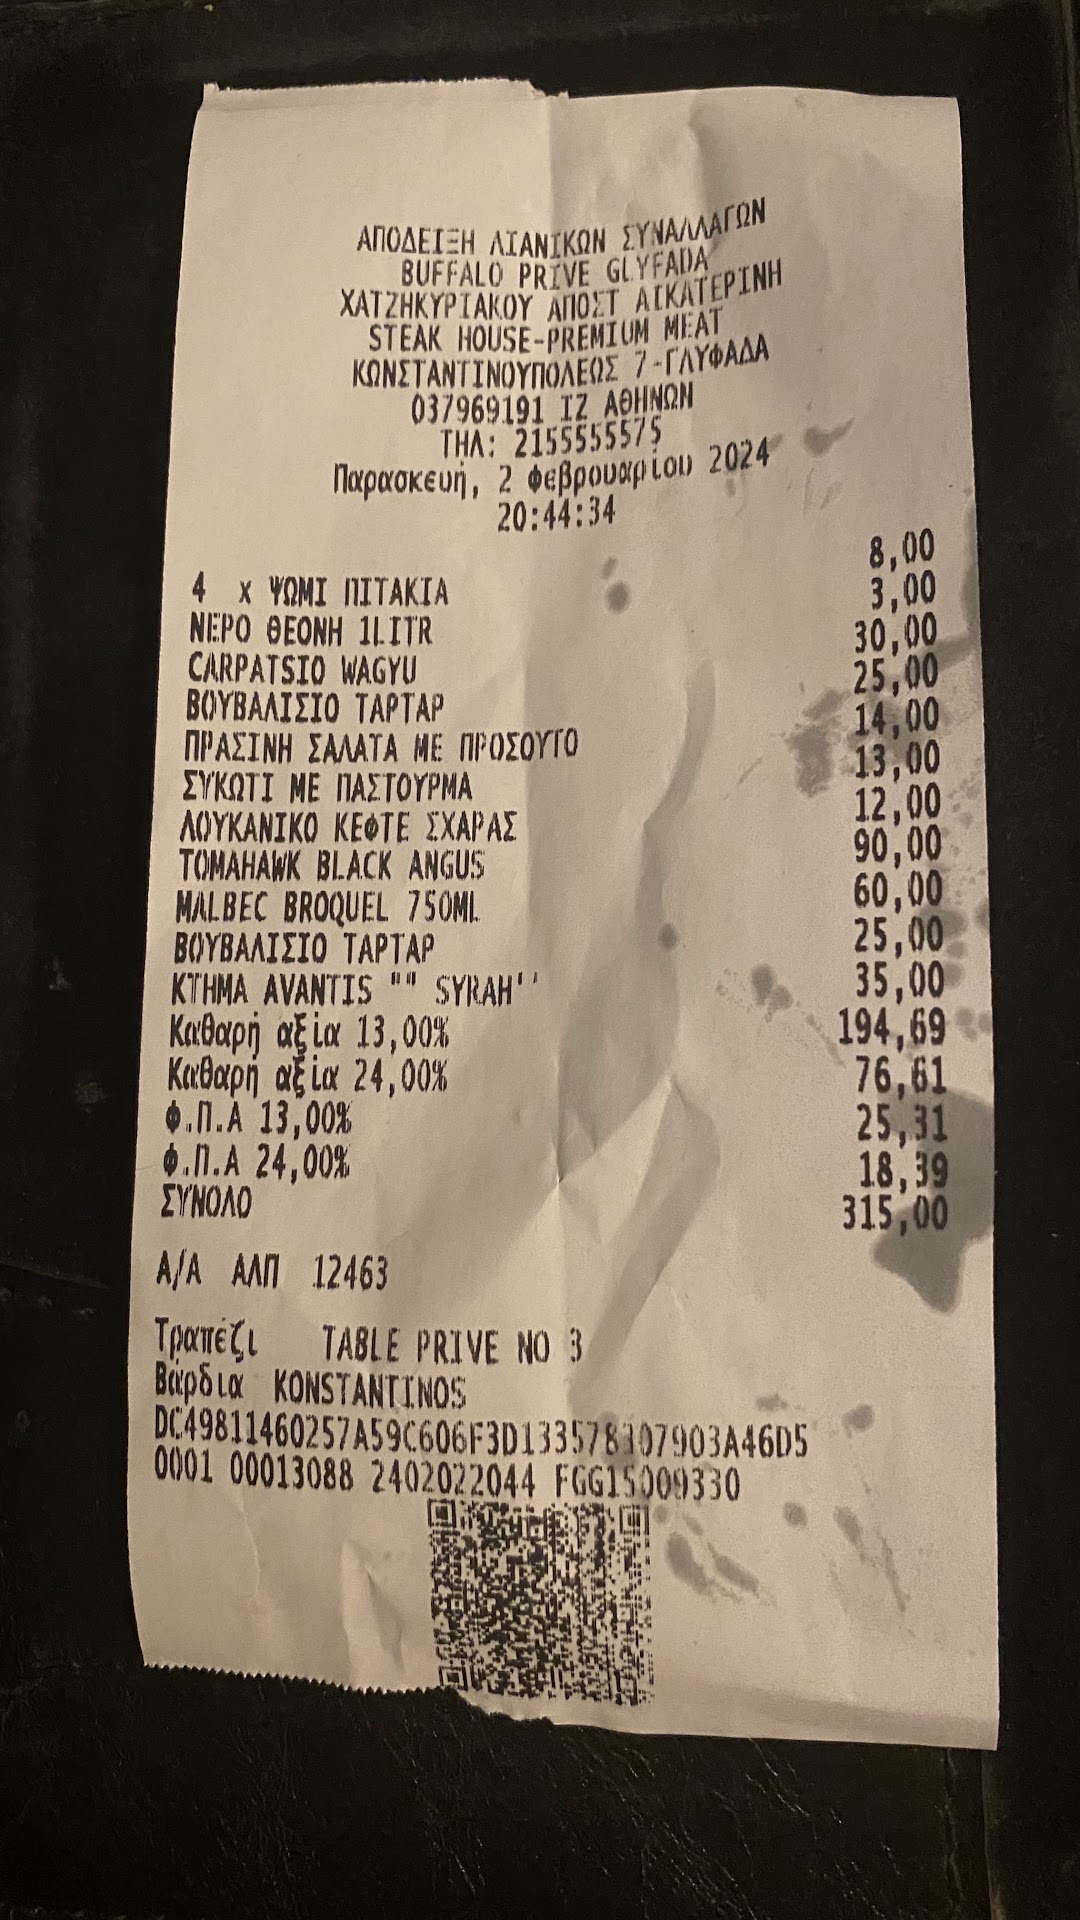 ΑΠΟΔΕΙΞΗ ΛΙΑΝΙΚΩΝ ΣΥΝΑΛΛΑΓΩΝ
BUFFALO PRIVE GLYFADA
ΧΑΤΖΗΚΥΡΙΑΚΟΥ ΑΠΟΣΤ ΑΙΚΑΤΕΡΙΝΗ
STEAK HOUSE-PREMIUM MEAT
ΚΩΝΣΤΑΝΤΙΝΟΥΠΟΛΕΩΣ 7-ΓΛΥΦΑΔΑ
037969191 ΙΖ ΑΘΗΝΩΝ
ΤΗΛ: 2155555575
Παρασκευή, 2 Φεβρουαρίου 2024
20:44:34
4 x ΨΩΜΙ ΠΙΤΑΚΙΑ 8,00
ΝΕΡΟ ΘΕΟΝΗ 1LITR 3,00
CARPATSIO WAGYU 30,00
ΒΟΥΒΑΛΙΣΙΟ ΤΑΡΤΑΡ 25,00
ΠΡΑΣΙΝΗ ΣΑΛΑΤΑ ΜΕ ΠΡΟΣΟΥΤΟ 14,00
ΣΥΚΩΤΙ ΜΕ ΠΑΣΤΟΥΡΜΑ 13,00
ΛΟΥΚΑΝΙΚΟ ΚΕΦΤΕ ΣΧΑΡΑΣ 12,00
TOMAHAWK BLACK ANGUS 90,00
MALBEC BROQUEL 750ML 60,00
ΒΟΥΒΑΛΙΣΙΟ ΤΑΡΤΑΡ 25,00
ΚΤΗΜΑ AVANTIS "" SYRAH'' 35,00
Καθαρή αξία 13,00% 194,69
Καθαρή αξία 24,00% 76,61
Φ.Π.Α 13,00% 25,31
Φ.Π.Α 24,00% 18,39
ΣΥΝΟΛΟ 315,00
Α/Α ΑΛΠ 12463
Τραπέζι TABLE PRIVE NO 3
Βάρδια KONSTANTINOS
DC49811460257A59C606F3D133578307903A46D5
0001 00013088 2402022044 FGG15009330